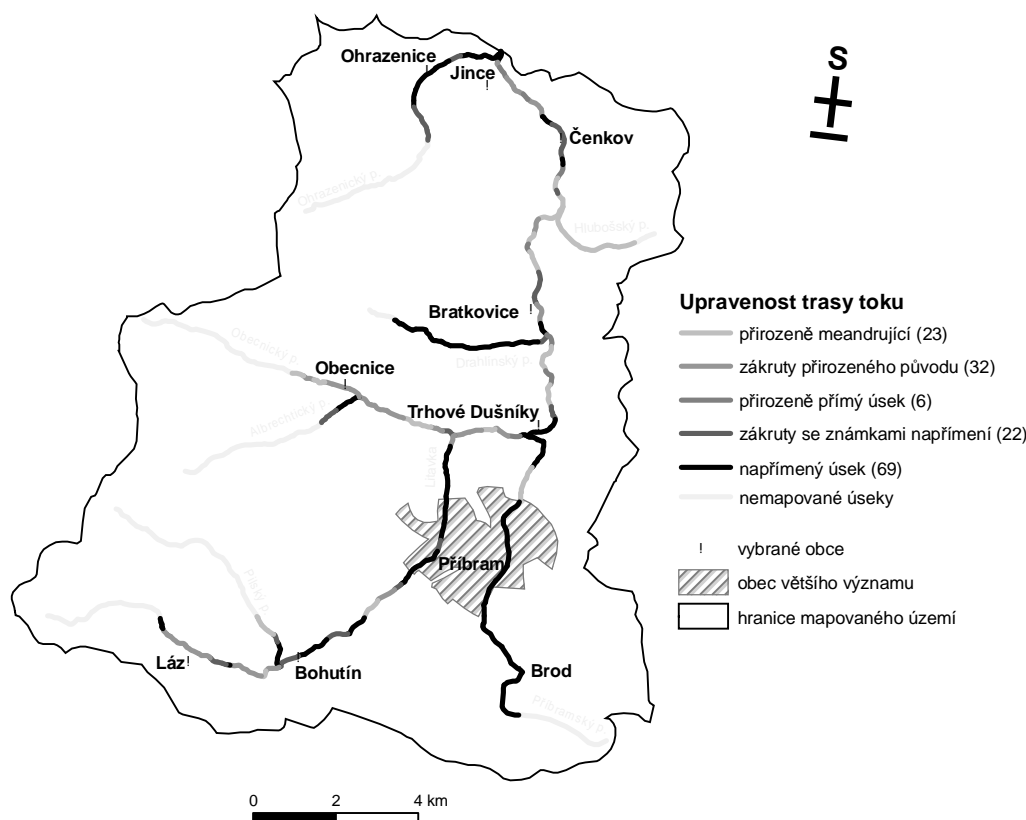 S
Ohrazenice
Jince
!
!
Čenkov
Ohrazenický p.
Hlubošský p.
Bratkovice
!
Drahlínský p.
Obecnický p.
Obecnice
!
Albrechtický p.
Trhové Dušníky
!
Litavka
Příbram
Pilský p.
Láz
!
Bohutín
!
Brod
Příbramský p.
Upravenost trasy toku
přirozeně meandrující (23)
zákruty přirozeného původu (32)
přirozeně přímý úsek (6)
zákruty se známkami napřímení (22)
napřímený úsek (69)
nemapované úseky
! vybrané obce
obec většího významu
hranice mapovaného území
0 2 4 km